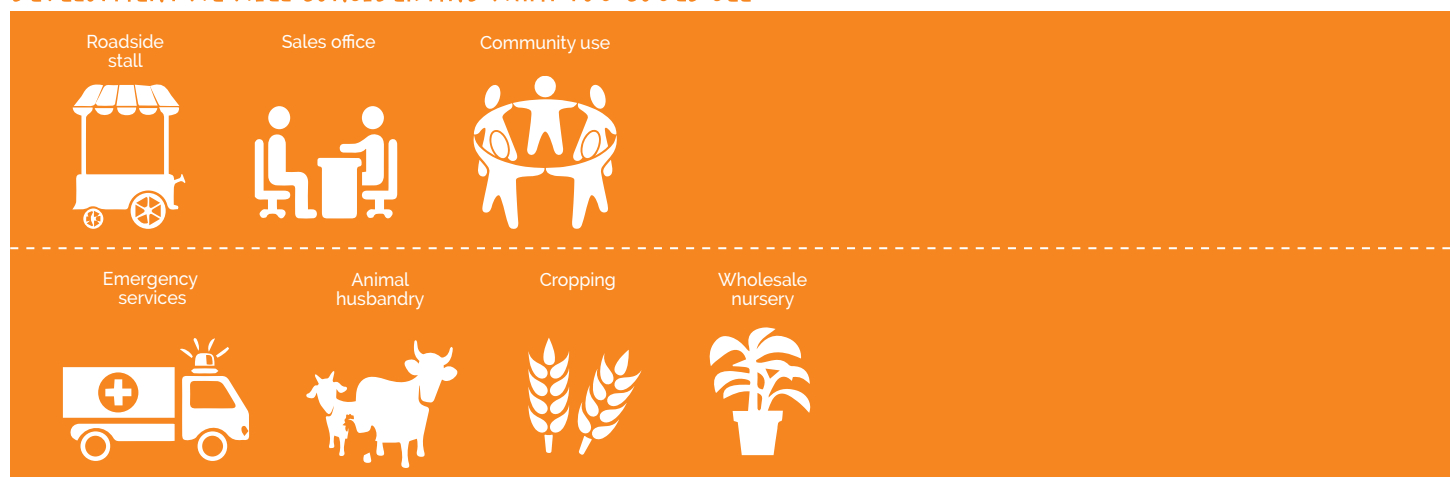 Roadside
stall
Sales office
Community use
Emergency
services
Animal
husbandry
Cropping
Wholesale
nursery